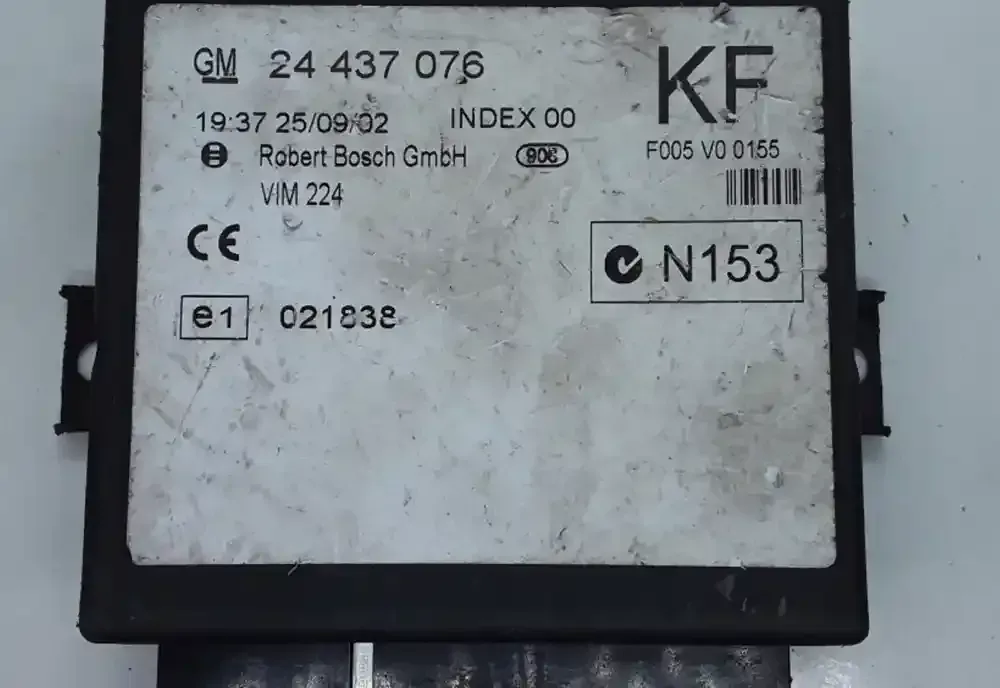 GM 24 437 076
KF
19:37 25/09/02 INDEX 00
Robert Bosch GmbH 908
F005 V0 0155
VIM 224
CE
N153
e1 021838